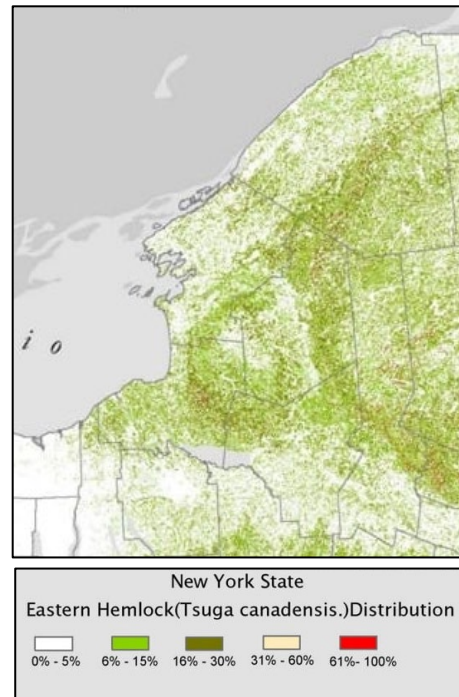 i o
New York State
Eastern Hemlock(Tsuga canadensis.)Distribution
0% - 5% 6% - 15% 16% - 30% 31% - 60% 61%- 100%